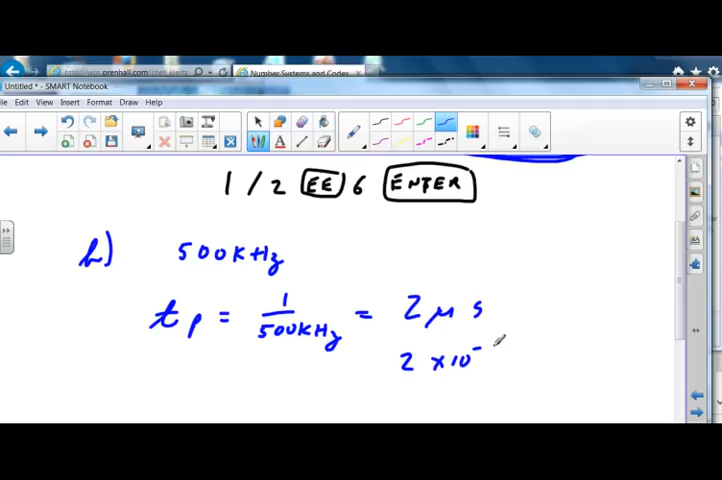 Number Systems and Codes
Untitled * - SMART Notebook
File Edit View Insert Format Draw Help
1 / 2 EE 6 ENTER
b) 500KHz
tp = 1/500KHz = 2 μ s
2 x10⁻